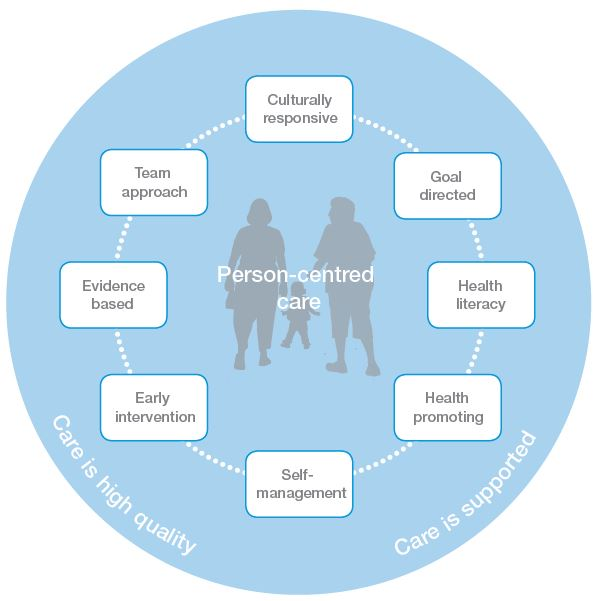 Culturally
responsive
Team
approach
Goal
directed
Evidence
based
Person-centred
care
Health
literacy
Early
intervention
Health
promoting
Self-
management
Care is high quality
Care is supported